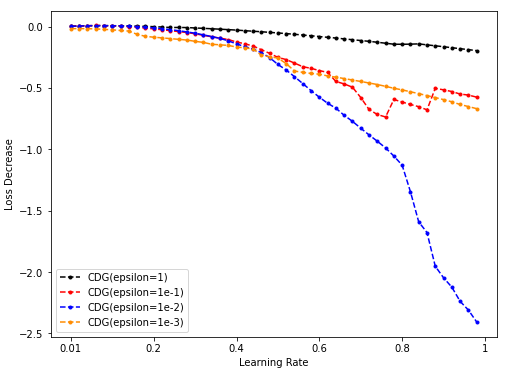 0.0
−0.5
−1.0
−1.5
−2.0
−2.5
Loss Decrease
CDG(epsilon=1)
CDG(epsilon=1e-1)
CDG(epsilon=1e-2)
CDG(epsilon=1e-3)
0.01 0.2 0.4 0.6 0.8 1
Learning Rate